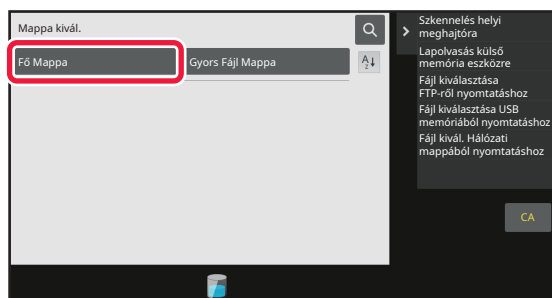 Mappa kivál.
Fő Mappa
Gyors Fájl Mappa
A
Z
Szkennelés helyi
meghajtóra
Lapolvasás külső
memória eszközre
Fájl kiválasztása
FTP-ről nyomtatáshoz
Fájl kiválasztása USB
memóriából nyomtatáshoz
Fájl kivál. Hálózati
mappából nyomtatáshoz
CA